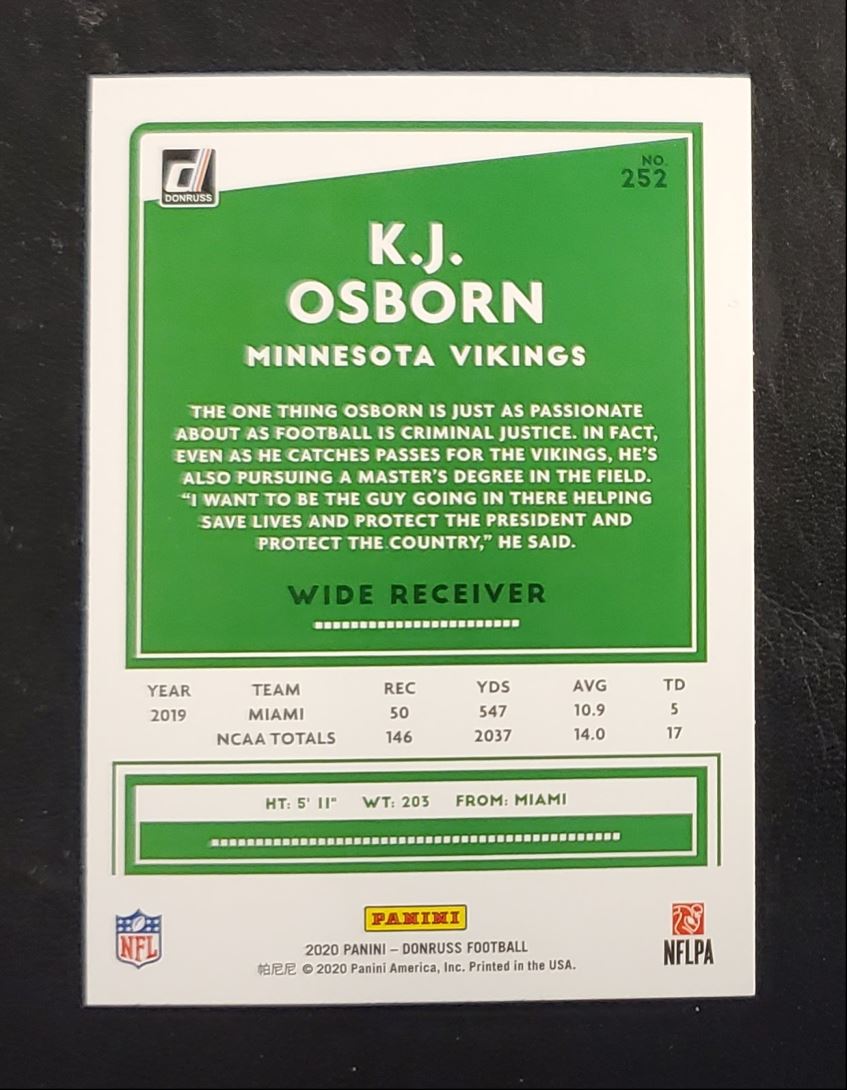 DONRUSS
NO.
252
K.J.
OSBORN
MINNESOTA VIKINGS
THE ONE THING OSBORN IS JUST AS PASSIONATE
ABOUT AS FOOTBALL IS CRIMINAL JUSTICE. IN FACT,
EVEN AS HE CATCHES PASSES FOR THE VIKINGS, HE'S
ALSO PURSUING A MASTER'S DEGREE IN THE FIELD.
“I WANT TO BE THE GUY GOING IN THERE HELPING
SAVE LIVES AND PROTECT THE PRESIDENT AND
PROTECT THE COUNTRY,” HE SAID.
WIDE RECEIVER
YEAR TEAM REC YDS AVG TD
2019 MIAMI 50 547 10.9 5
NCAA TOTALS 146 2037 14.0 17
HT: 5' 11" WT: 203 FROM: MIAMI
NFL
PANINI
NFLPA
2020 PANINI – DONRUSS FOOTBALL
帕尼尼 © 2020 Panini America, Inc. Printed in the USA.